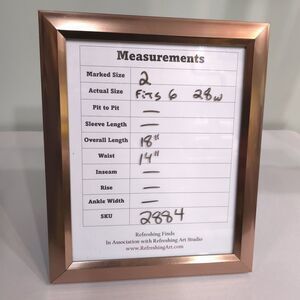 Measurements
Marked Size 2
Actual Size Fits 6 28w
Pit to Pit —
Sleeve Length —
Overall Length 18"
Waist 14"
Inseam —
Rise —
Ankle Width —
SKU 2884
Refreshing Finds
In Association with Refreshing Art Studio
www.RefreshingArt.com